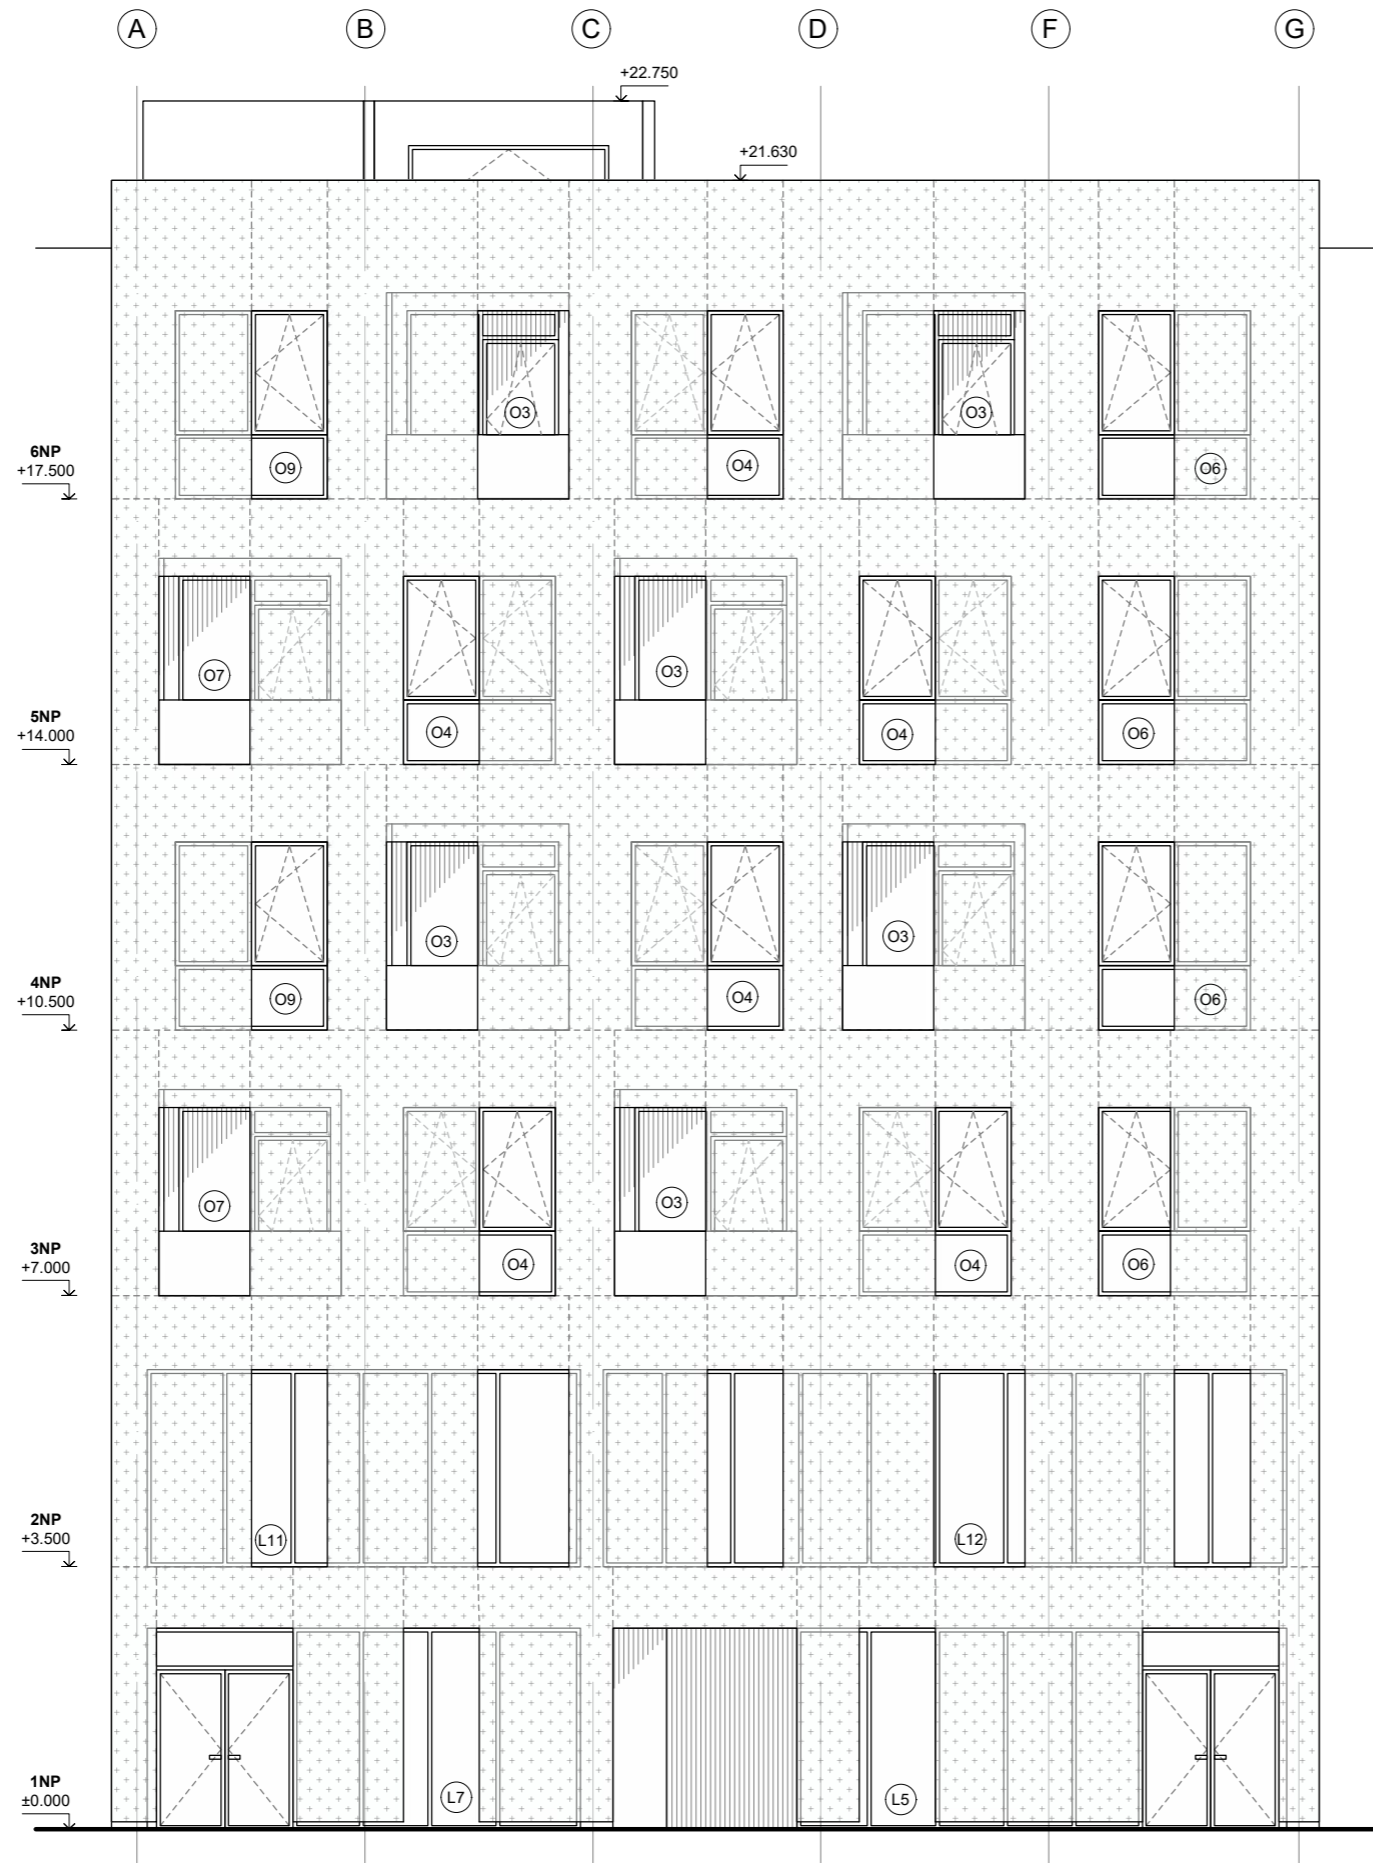 A B C D F G
+22.750
+21.630
O3 O3
6NP
+17.500
O9 O4 O6
O7 O3
5NP
+14.000
O4 O4 O6
O3 O3
4NP
+10.500
O9 O4 O6
O7 O3
3NP
+7.000
O4 O4 O6
2NP
+3.500
L11 L12
1NP
±0.000
L7 L5